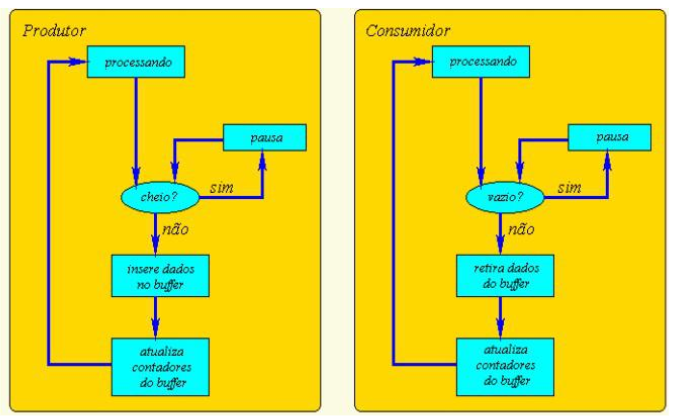 Produtor
processando
pausa
cheio?
sim
não
insere dados
no buffer
atualiza
contadores
do buffer
Consumidor
processando
pausa
vazio?
sim
não
retira dados
do buffer
atualiza
contadores
do buffer